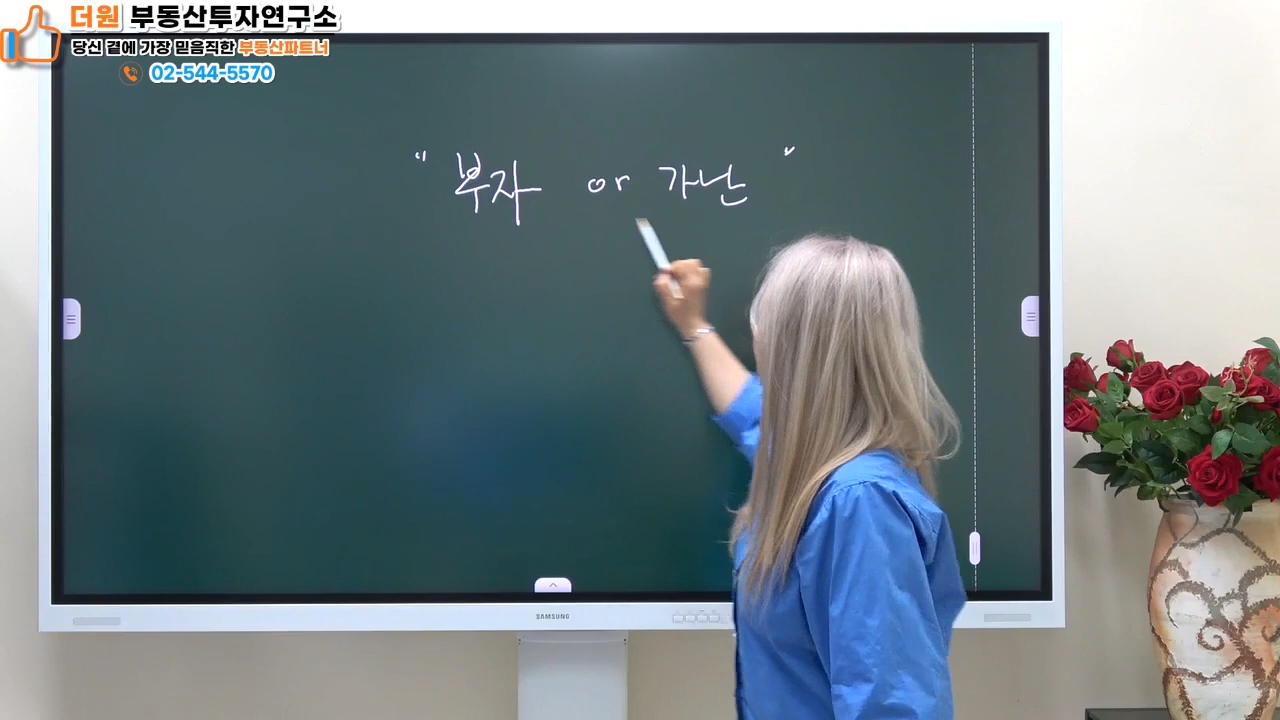 더원 부동산투자연구소
당신 곁에 가장 믿음직한 부동산파트너
02-544-5570
" 부자 or 가난 "
SAMSUNG